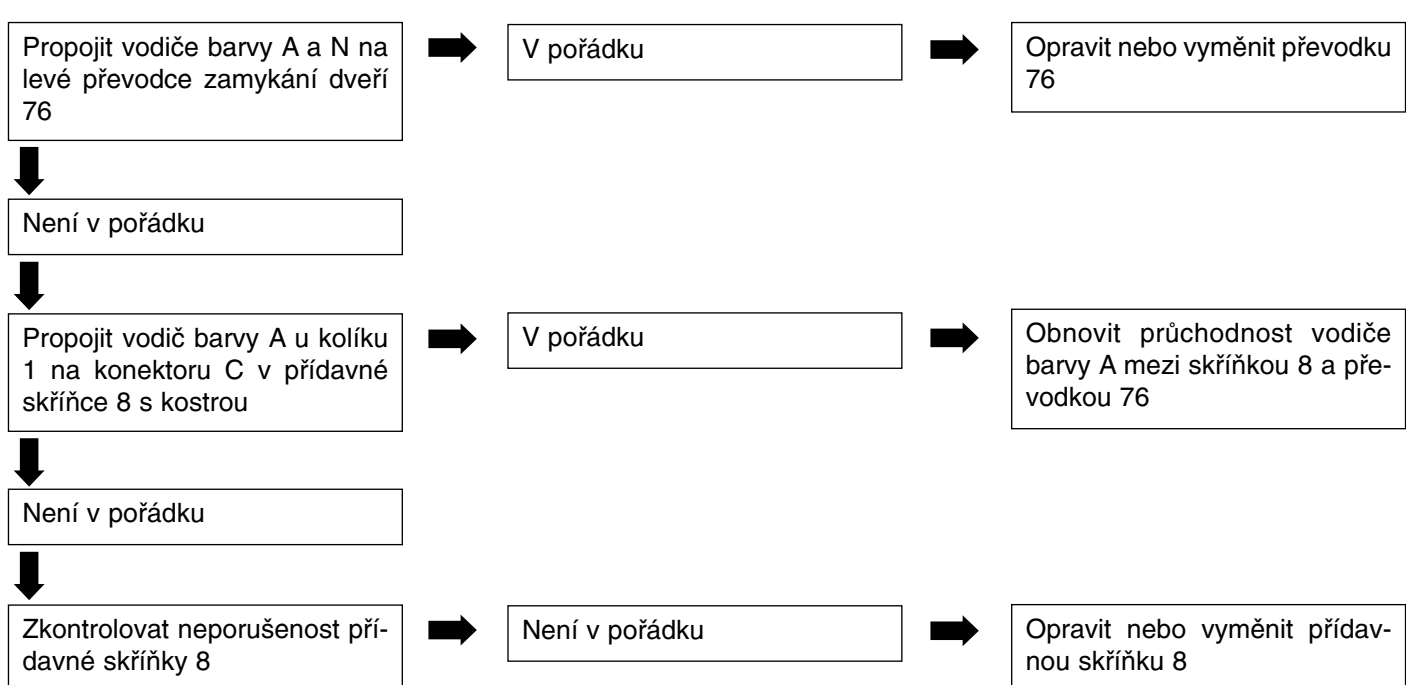 Propojit vodiče barvy A a N na
levé převodce zamykání dveří
76
V pořádku
Opravit nebo vyměnit převodku
76
Není v pořádku
Propojit vodič barvy A u kolíku
1 na konektoru C v přídavné
skříňce 8 s kostrou
V pořádku
Obnovit průchodnost vodiče
barvy A mezi skříňkou 8 a pře-
vodkou 76
Není v pořádku
Zkontrolovat neporušenost pří-
davné skříňky 8
Není v pořádku
Opravit nebo vyměnit přídav-
nou skříňku 8